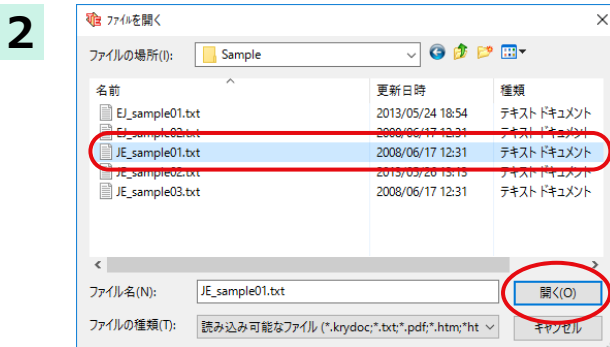 2
ファイルを開く
ファイルの場所(I): Sample
名前 更新日時 種類
EJ_sample01.txt 2013/05/24 18:54 テキスト ドキュメント
EJ_sample02.txt 2008/06/17 12:31 テキスト ドキュメント
JE_sample01.txt 2008/06/17 12:31 テキスト ドキュメント
JE_sample02.txt 2013/05/26 15:15 テキスト ドキュメント
JE_sample03.txt 2008/06/17 12:31 テキスト ドキュメント
ファイル名(N): JE_sample01.txt 開く(O)
ファイルの種類(T): 読み込み可能なファイル (*.krydoc;*.txt;*.pdf;*.htm;*ht キャンセル